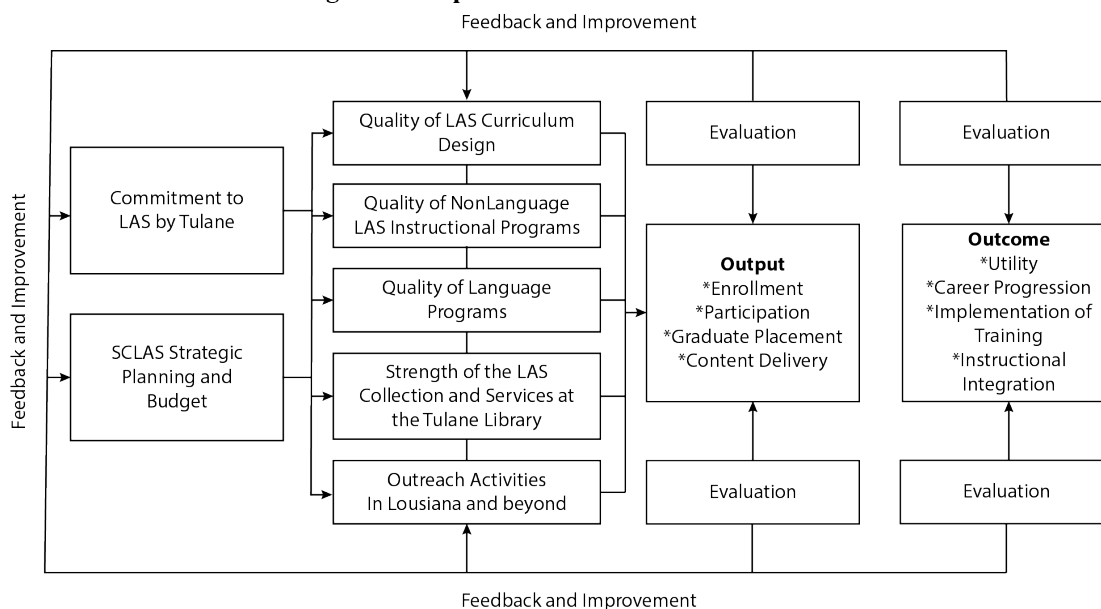 Feedback and Improvement
Feedback and Improvement
Commitment to
LAS by Tulane
SCLAS Strategic
Planning and
Budget
Quality of LAS Curriculum
Design
Quality of NonLanguage
LAS Instructional Programs
Quality of Language
Programs
Strength of the LAS
Collection and Services at
the Tulane Library
Outreach Activities
In Lousiana and beyond
Evaluation
Output
*Enrollment
*Participation
*Graduate Placement
*Content Delivery
Evaluation
Evaluation
Outcome
*Utility
*Career Progression
*Implementation of
Training
*Instructional
Integration
Evaluation
Feedback and Improvement